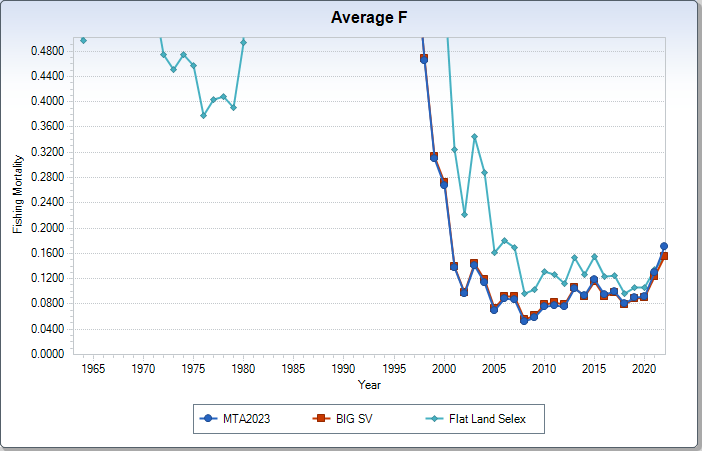 Average F
Fishing Mortality
0.4800
0.4400
0.4000
0.3600
0.3200
0.2800
0.2400
0.2000
0.1600
0.1200
0.0800
0.0400
0.0000
1965 1970 1975 1980 1985 1990 1995 2000 2005 2010 2015 2020
Year
MTA2023 BIG SV Flat Land Selex